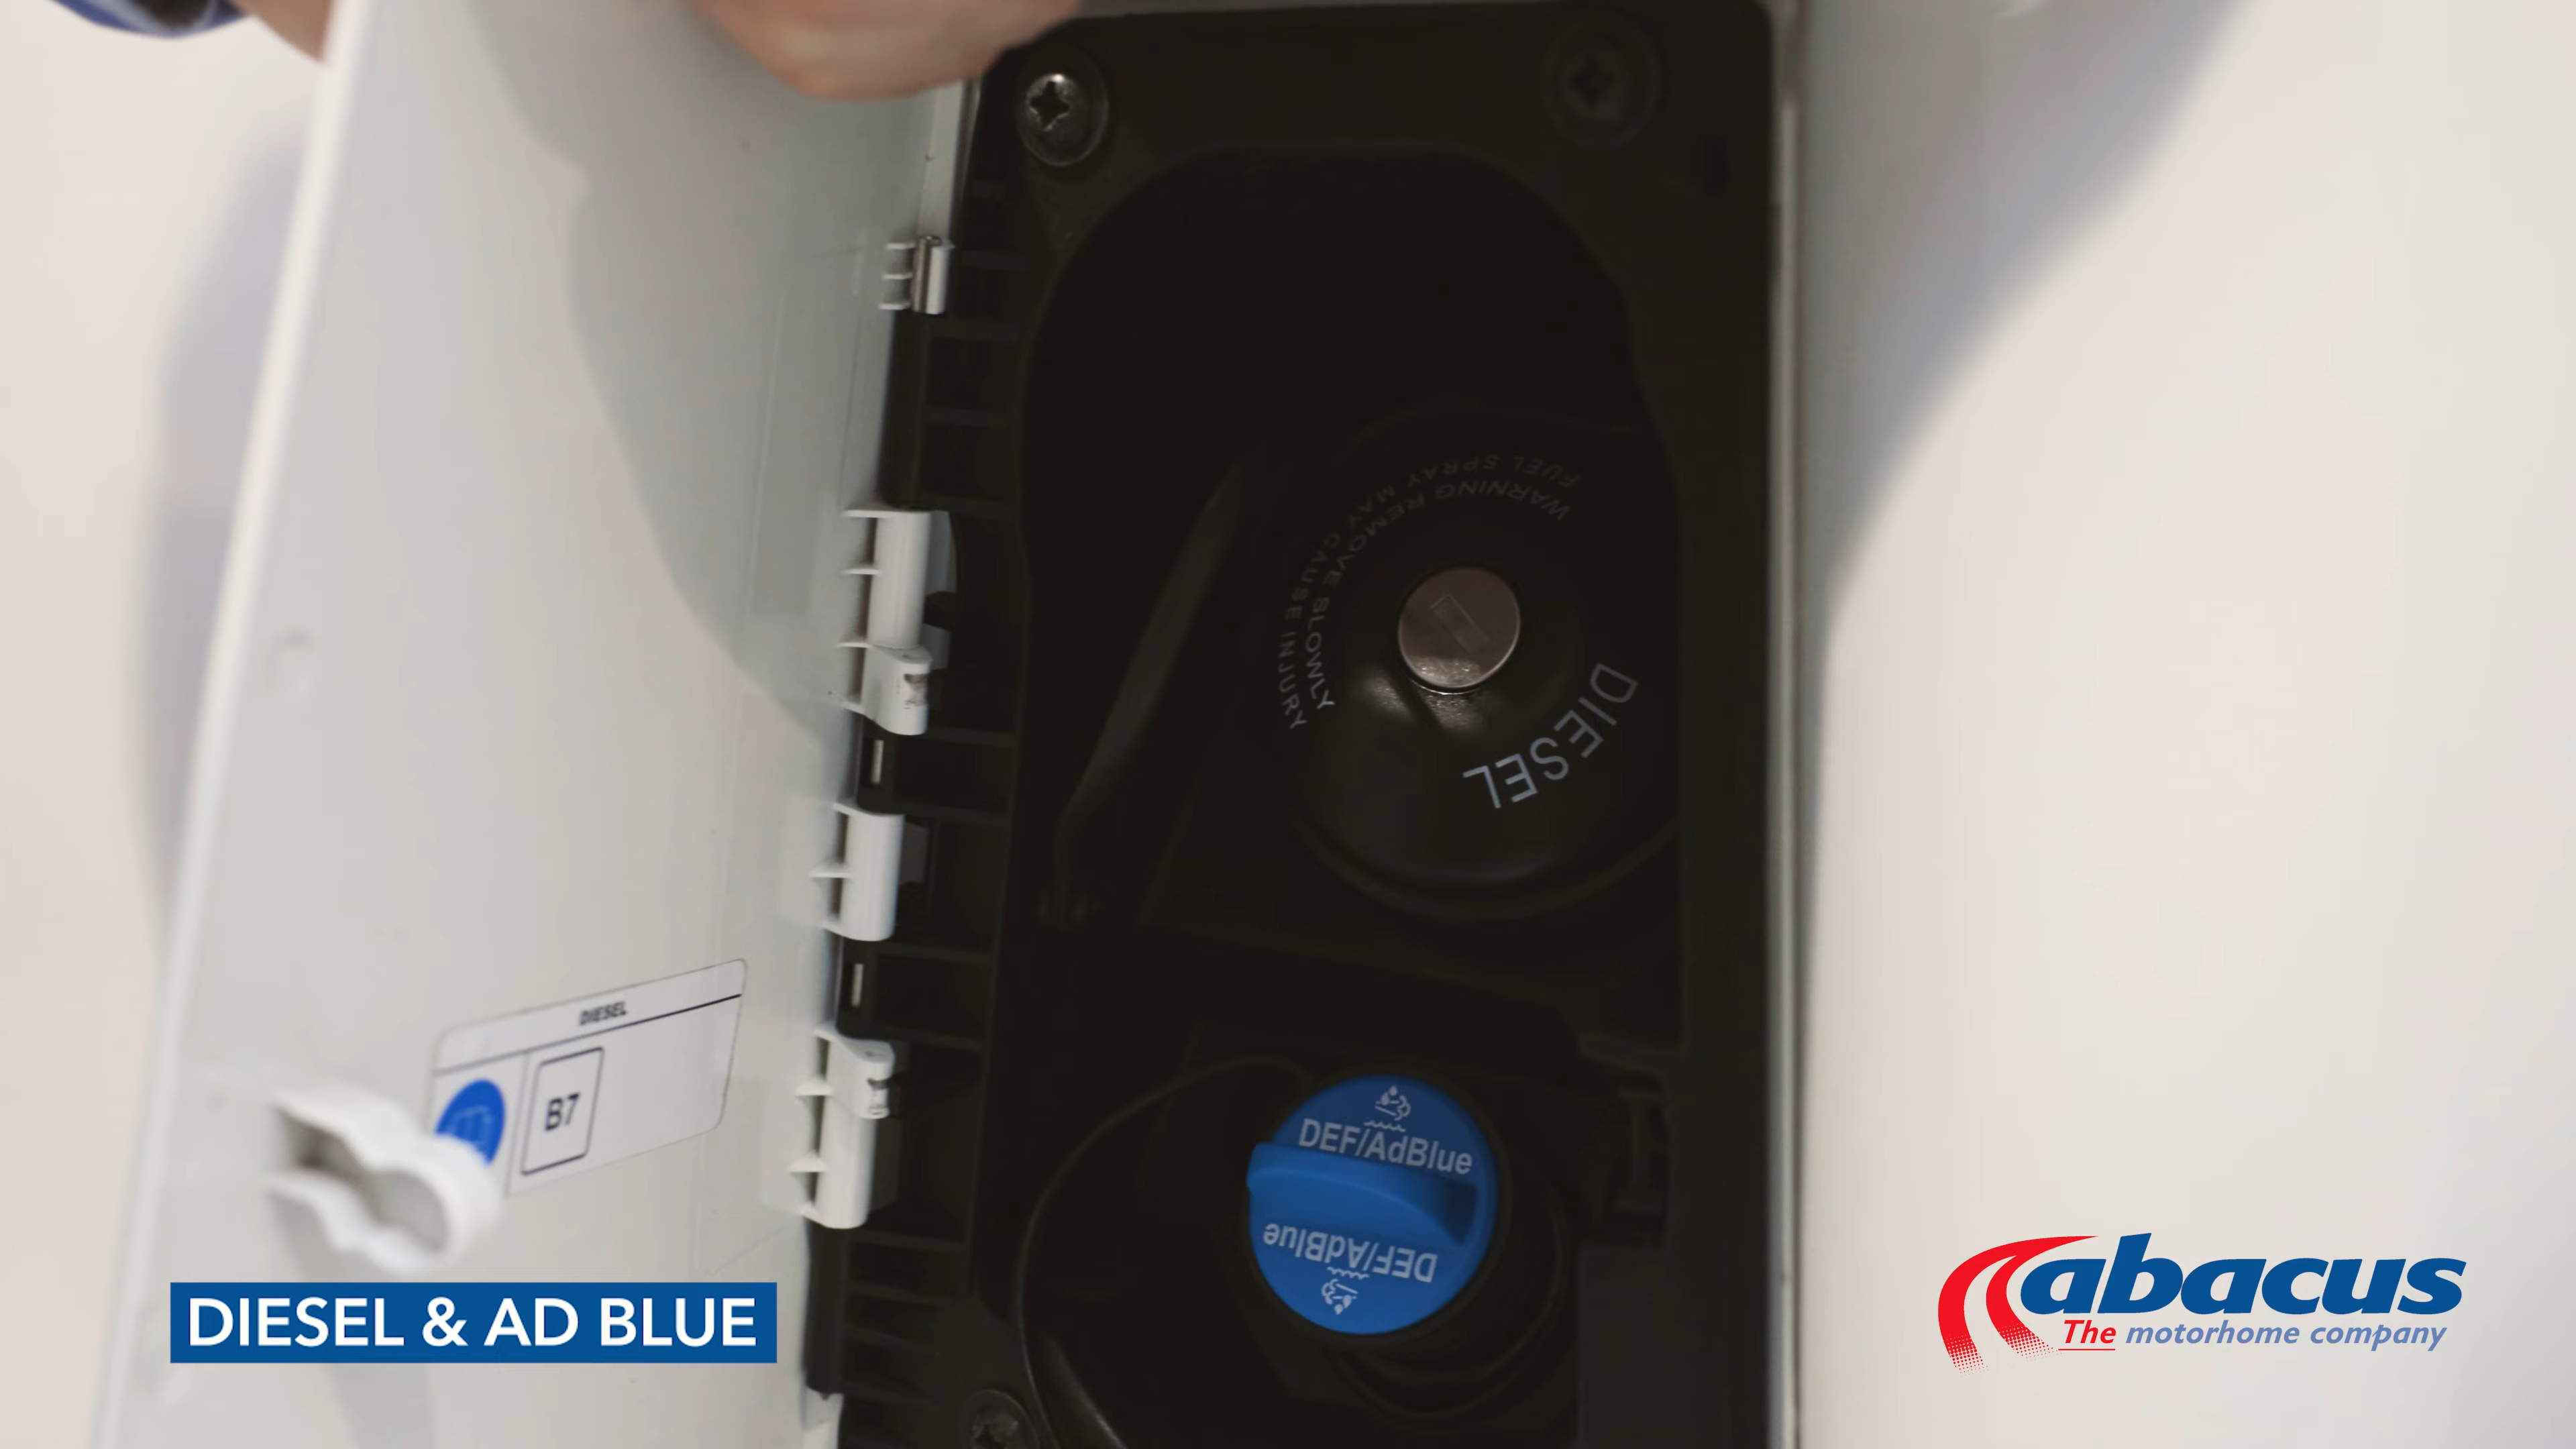 FUEL SPRAY MAY CAUSE INJURY
WARNING REMOVE SLOWLY
DIESEL
DIESEL
B7
DEF/AdBlue
DEF/AdBlue
DIESEL & AD BLUE
abacus
The motorhome company